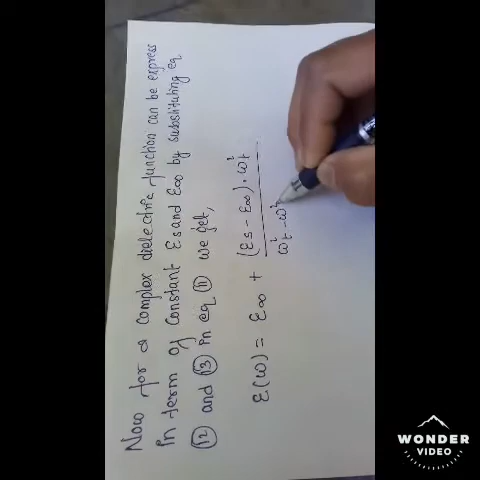 Now for a complex dielectric function can be express
in term of Constant Es and E∞ by substituting eq
⑫ and ⑬ in eq ⑪ we get,
ε(ω) = ε∞ + (εs - ε∞) · ωt²
ωt² - ω²
WONDER
VIDEO